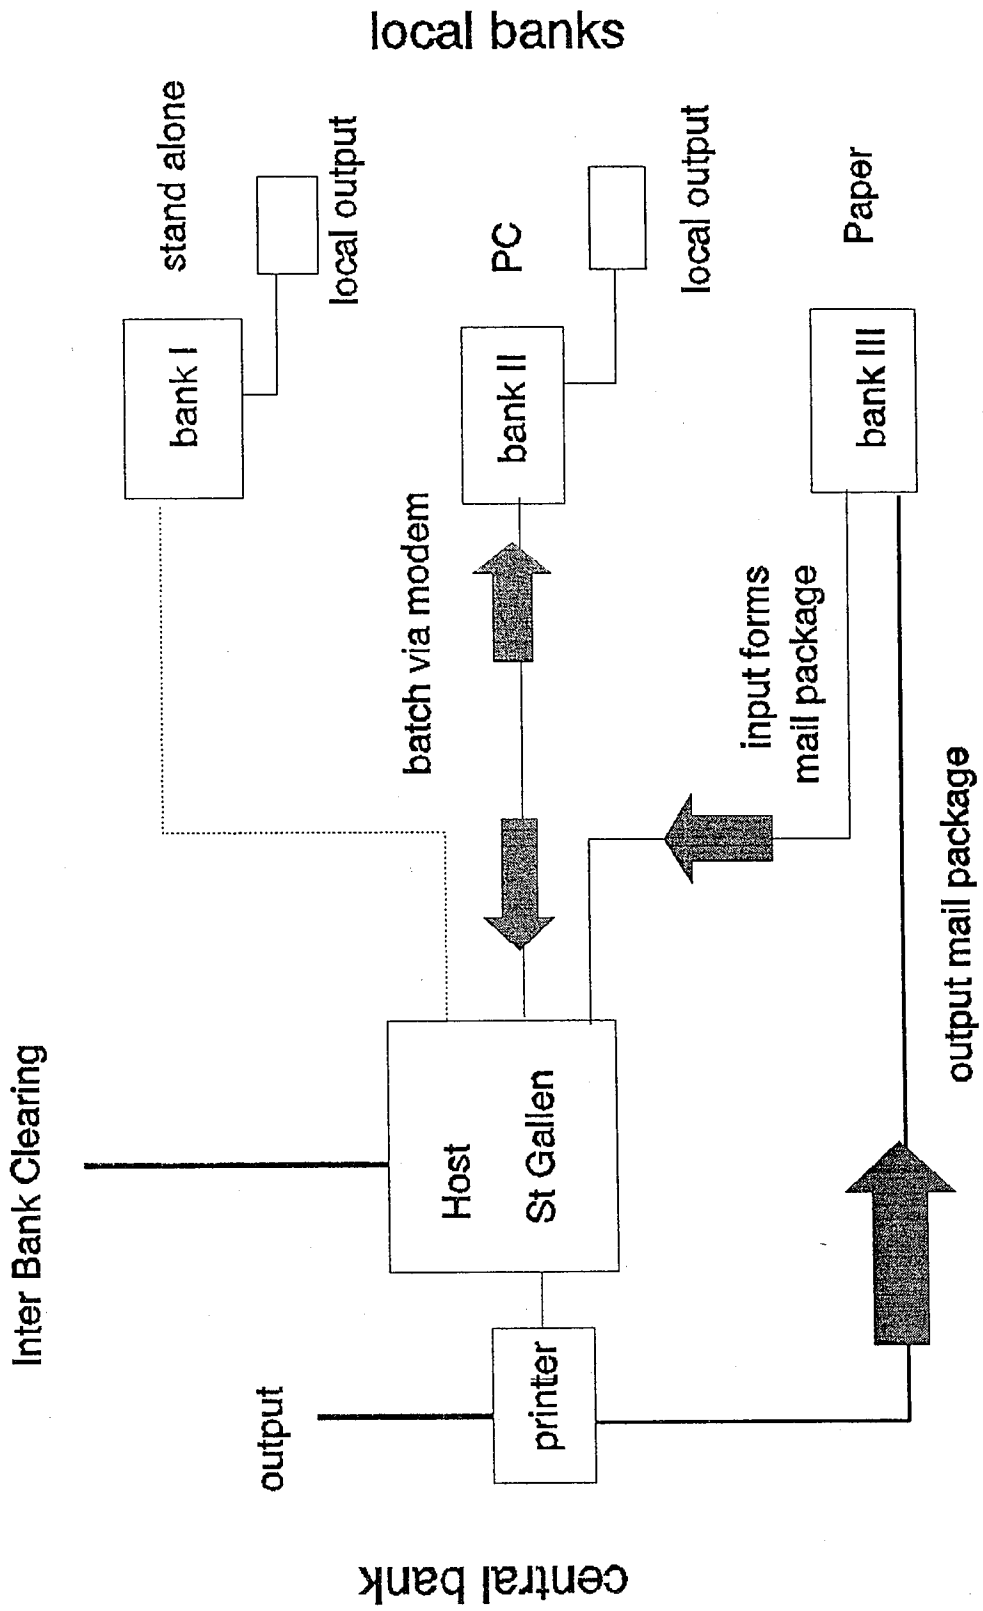 local banks
stand alone
bank I
local output
PC
bank II
local output
Paper
bank III
batch via modem
input forms
mail package
output mail package
Inter Bank Clearing
Host
St Gallen
printer
output
central bank